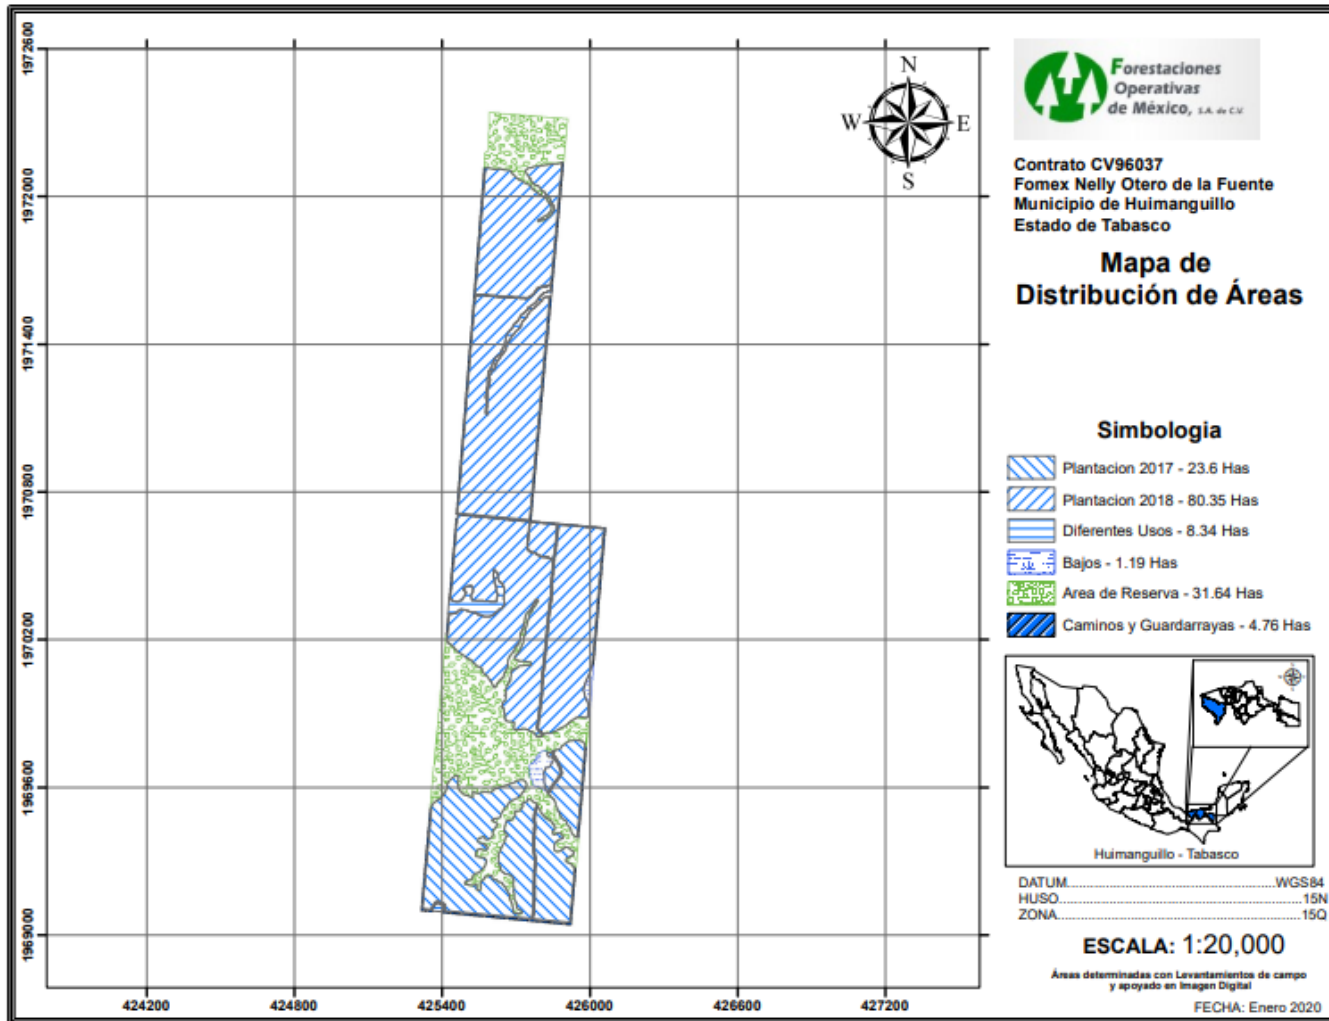 Forestaciones
Operativas
de México, S.A. de C.V.
Contrato CV96037
Fomex Nelly Otero de la Fuente
Municipio de Huimanguillo
Estado de Tabasco
Mapa de
Distribución de Áreas
Simbologia
Plantacion 2017 - 23.6 Has
Plantacion 2018 - 80.35 Has
Diferentes Usos - 8.34 Has
Bajos - 1.19 Has
Area de Reserva - 31.64 Has
Caminos y Guardarrayas - 4.76 Has
Huimanguillo - Tabasco
DATUM..........................................................WGS84
HUSO....................................................................15N
ZONA....................................................................15Q
ESCALA: 1:20,000
Áreas determinadas con Levantamientos de campo
y apoyado en Imagen Digital
FECHA: Enero 2020
N
W E
S
1972600
1972000
1971400
1970800
1970200
1969600
1969000
424200 424800 425400 426000 426600 427200